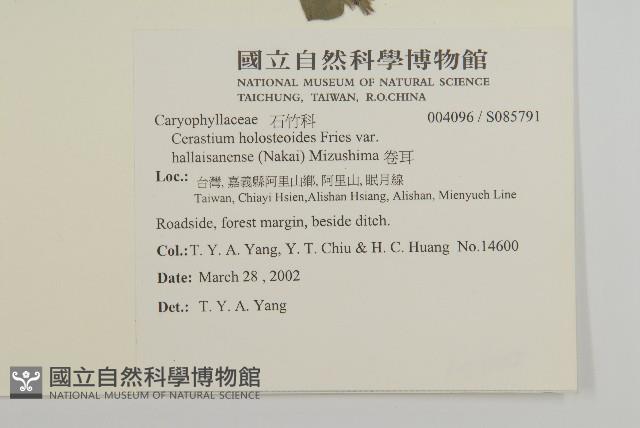 國立自然科學博物館
NATIONAL MUSEUM OF NATURAL SCIENCE
TAICHUNG, TAIWAN, R.O.CHINA
Caryophyllaceae 石竹科 004096 / S085791
Cerastium holosteoides Fries var.
hallaisanense (Nakai) Mizushima 卷耳
Loc.: 台灣, 嘉義縣阿里山鄉, 阿里山, 眠月線
Taiwan, Chiayi Hsien,Alishan Hsiang, Alishan, Mienyuch Line
Roadside, forest margin, beside ditch.
Col.: T. Y. A. Yang, Y. T. Chiu & H. C. Huang No.14600
Date: March 28 , 2002
Det.: T. Y. A. Yang
國立自然科學博物館
NATIONAL MUSEUM OF NATURAL SCIENCE